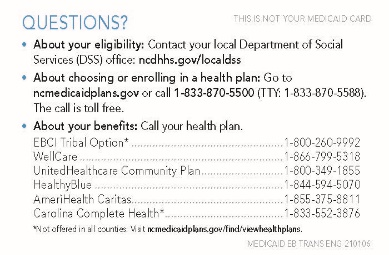 QUESTIONS?
THIS IS NOT YOUR MEDICAID CARD
• About your eligibility: Contact your local Department of Social
Services (DSS) office: ncdhhs.gov/localdss
• About choosing or enrolling in a health plan: Go to
ncmedicaidplans.gov or call 1-833-870-5500 (TTY: 1-833-870-5588).
The call is toll free.
• About your benefits: Call your health plan.
EBCI Tribal Option*..............................1-800-260-9992
WellCare..............................1-866-799-5318
UnitedHealthcare Community Plan..............................1-800-349-1855
HealthyBlue..............................1-844-594-5070
AmeriHealth Caritas..............................1-855-375-8811
Carolina Complete Health*..............................1-833-552-3876
*Not offered in all counties. Visit ncmedicaidplans.gov/find/viewhealthplans.
MEDICAID EB TRANS ENG 210106